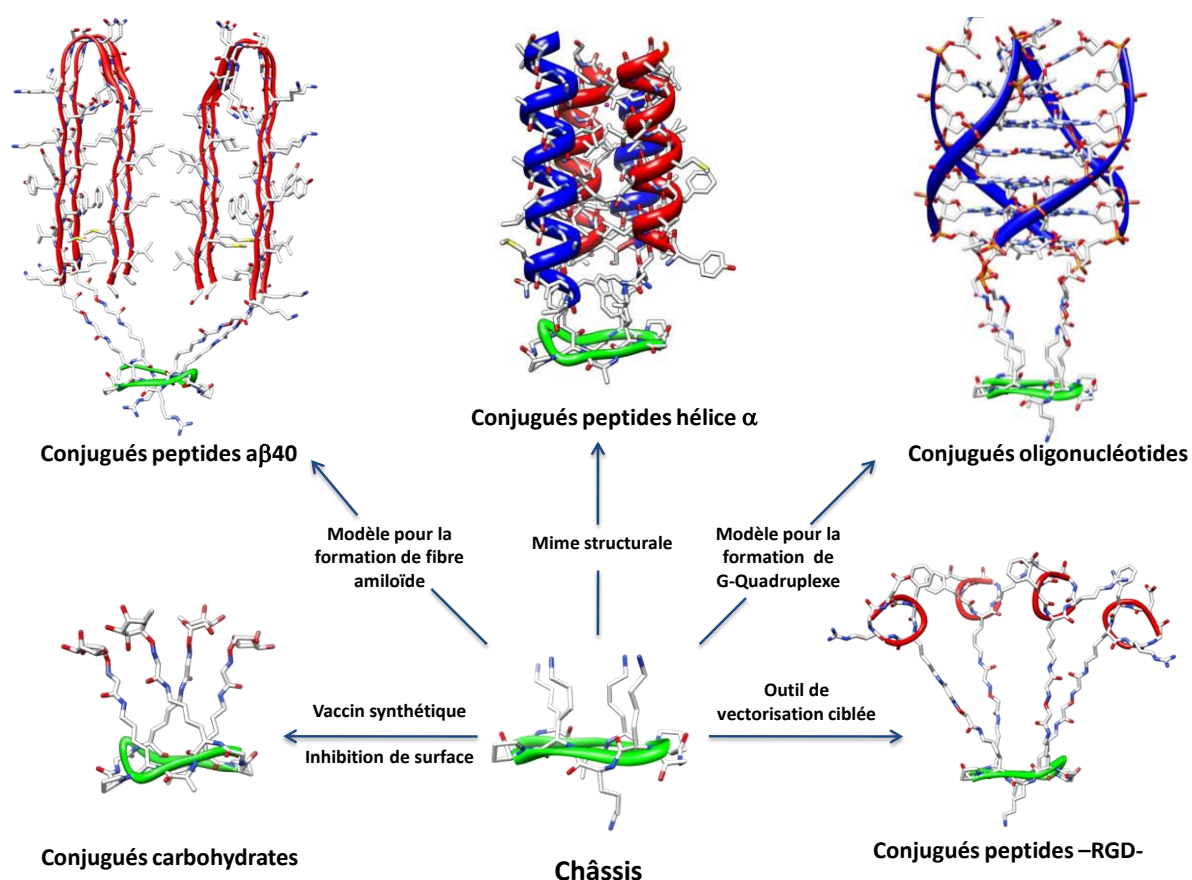 Conjugués peptides aβ40
Conjugués peptides hélice α
Conjugués oligonucléotides
Modèle pour la
formation de fibre
amiloïde
Mime structurale
Modèle pour la
formation de
G-Quadruplexe
Vaccin synthétique
Inhibition de surface
Outil de
vectorisation ciblée
Conjugués carbohydrates
Châssis
Conjugués peptides –RGD-